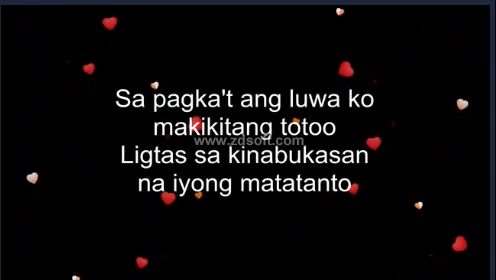 Sa pagka't ang luwa ko
makikitang totoo
www.zdsoft.com
Ligtas sa kinabukasan
na iyong matatanto